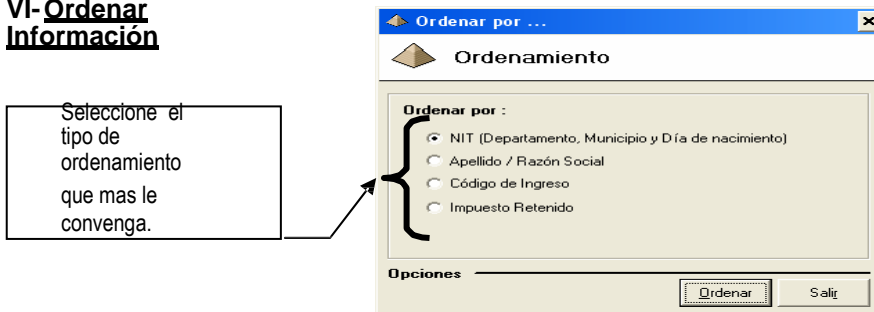 VI- Ordenar
Información
Seleccione el
tipo de
ordenamiento
que mas le
convenga.
Ordenar por ...
Ordenamiento
Ordenar por :
NIT (Departamento, Municipio y Día de nacimiento)
Apellido / Razón Social
Código de Ingreso
Impuesto Retenido
Opciones
Ordenar Salir